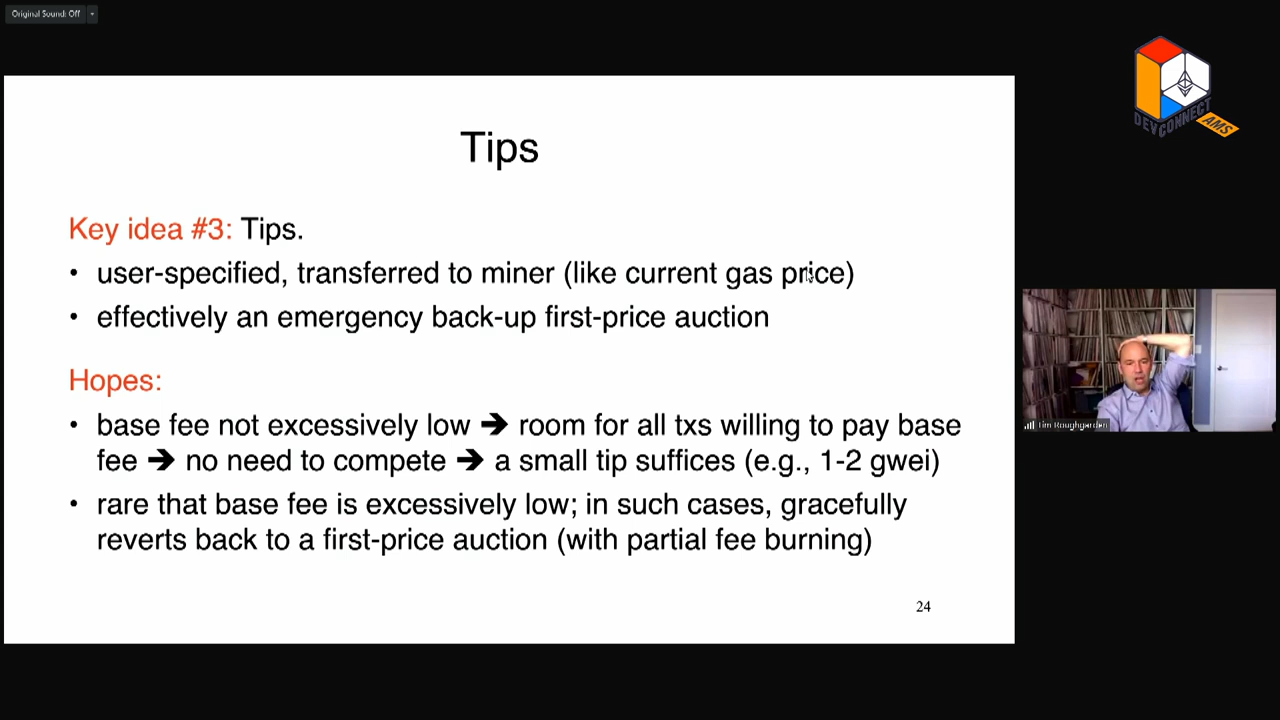 Original Sound: Off
DEVCONNECT
AMS
Tips
Key idea #3: Tips.
• user-specified, transferred to miner (like current gas price)
• effectively an emergency back-up first-price auction
Hopes:
• base fee not excessively low ➔ room for all txs willing to pay base
fee ➔ no need to compete ➔ a small tip suffices (e.g., 1-2 gwei)
• rare that base fee is excessively low; in such cases, gracefully
reverts back to a first-price auction (with partial fee burning)
24
Tim Roughgarden